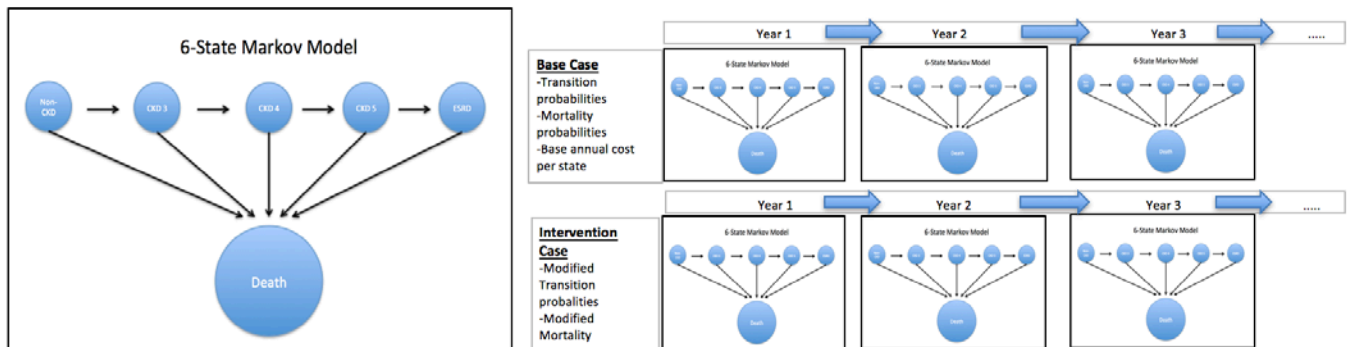 6-State Markov Model
Non-
CKD
CKD 3
CKD 4
CKD 5
ESRD
Death
Year 1
Year 2
Year 3
.....
Base Case
-Transition
probabilities
-Mortality
probabilities
-Base annual cost
per state
6-State Markov Model
Death
6-State Markov Model
Death
6-State Markov Model
Death
Year 1
Year 2
Year 3
.....
Intervention
Case
-Modified
Transition
probalities
-Modified
Mortality
6-State Markov Model
Death
6-State Markov Model
Death
6-State Markov Model
Death